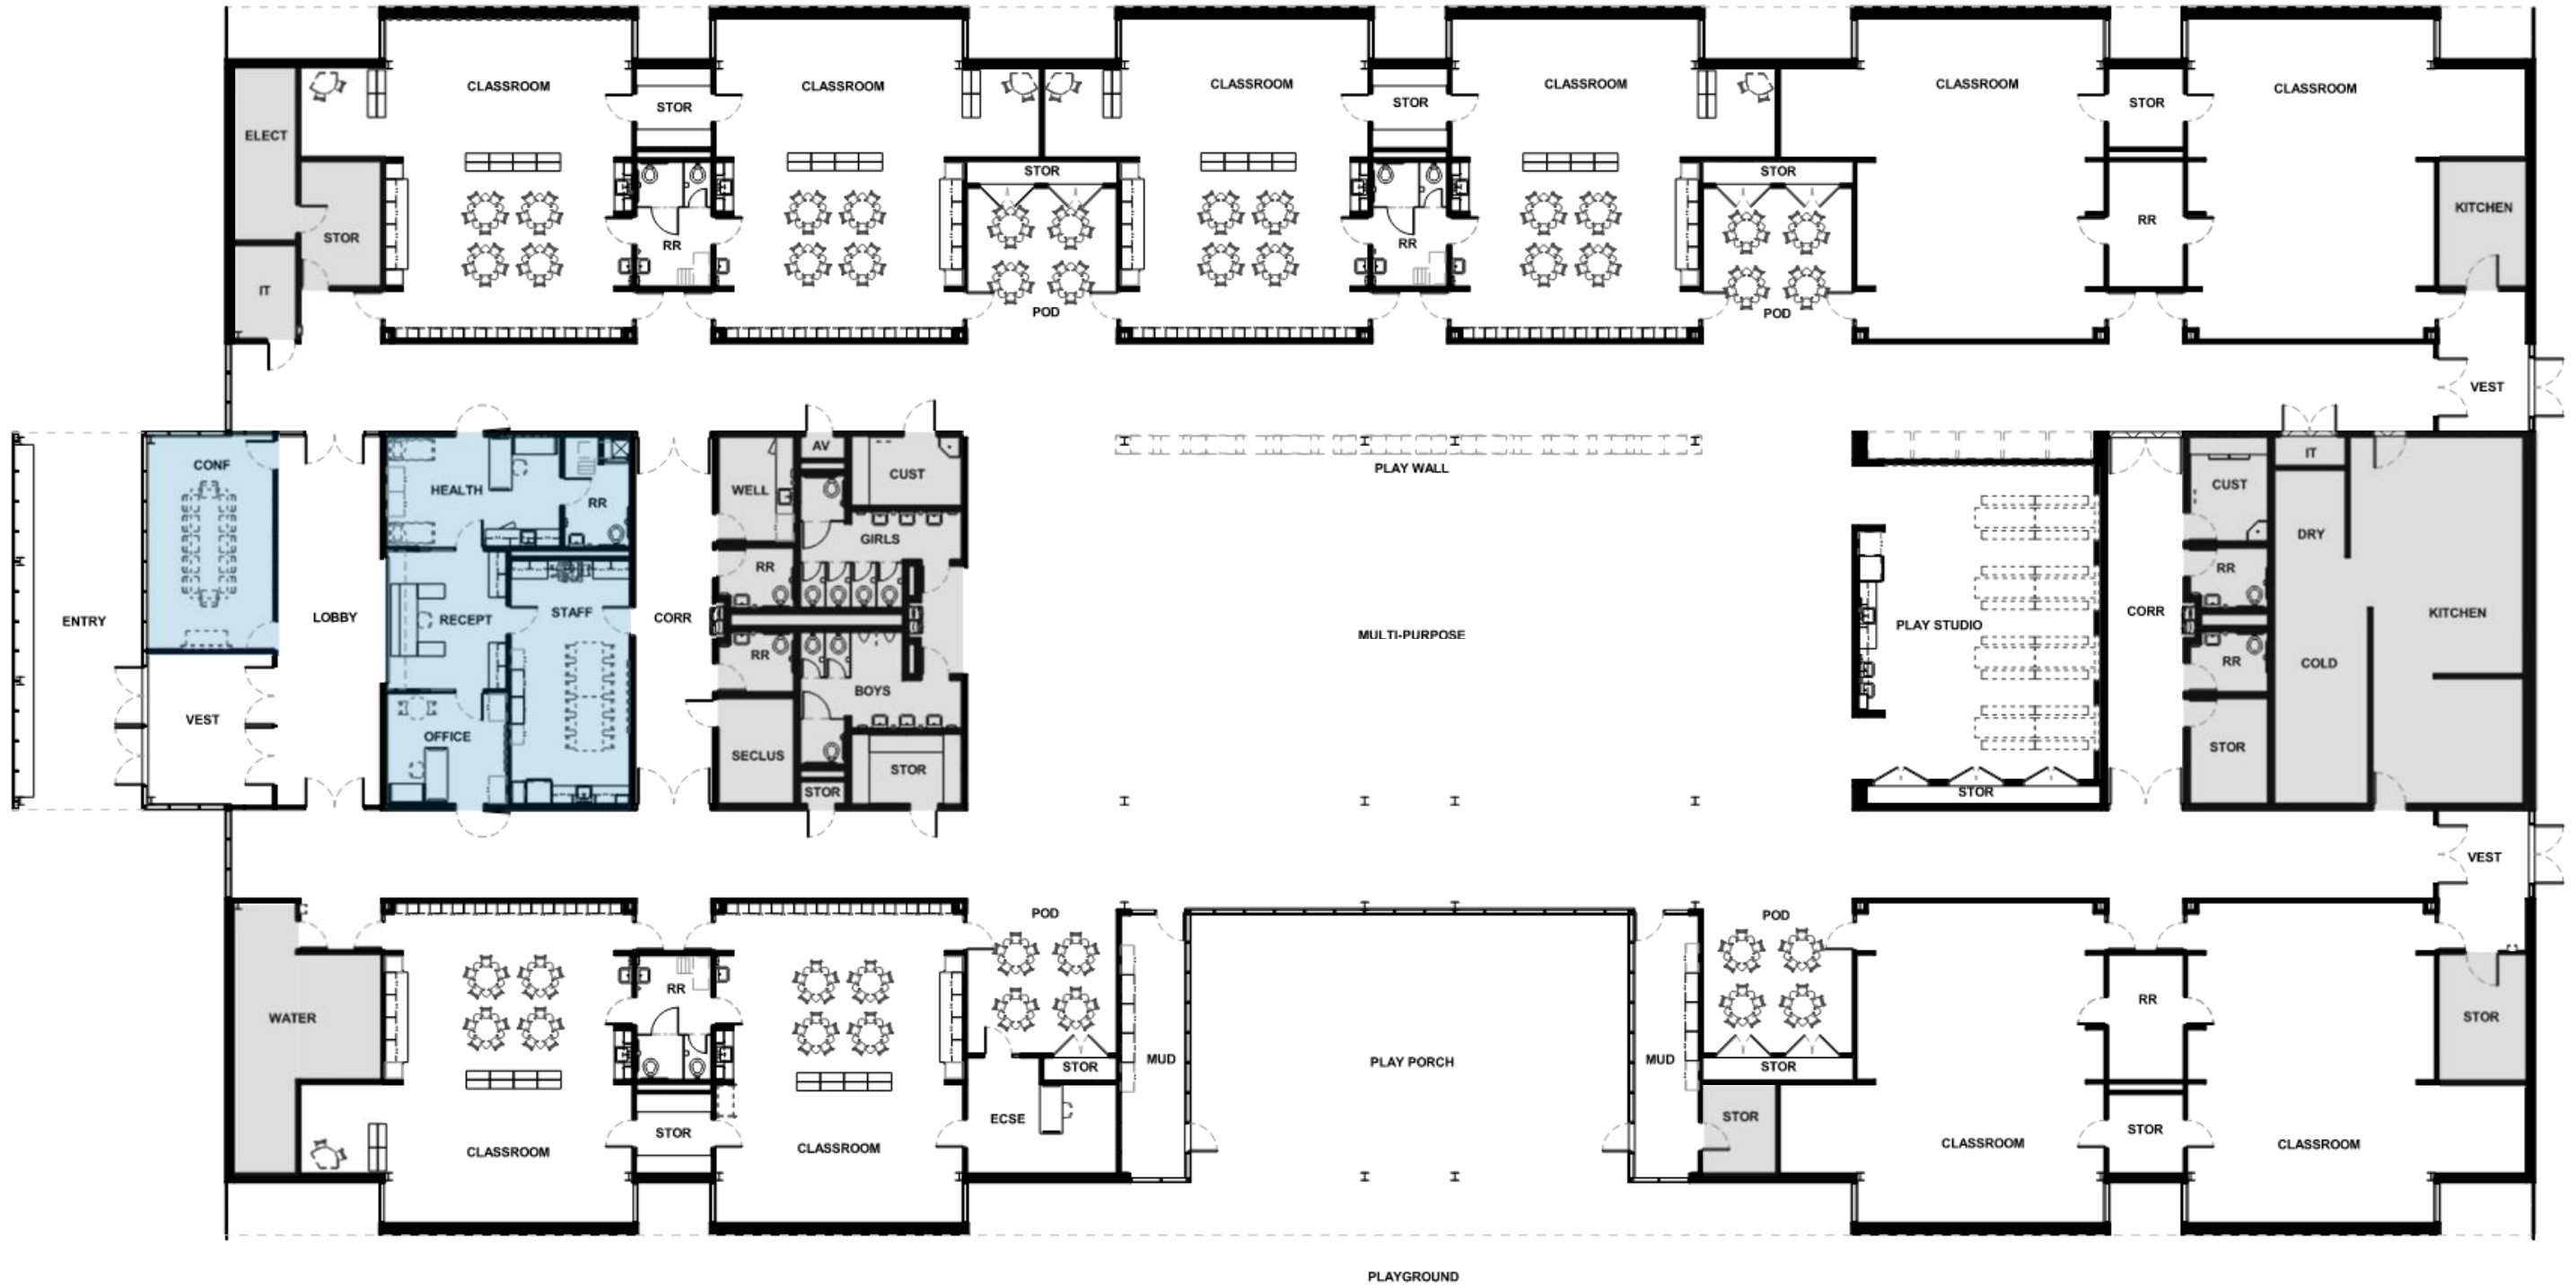 CLASSROOM
CLASSROOM
CLASSROOM
CLASSROOM
CLASSROOM
CLASSROOM
STOR
STOR
STOR
ELECT
STOR
STOR
STOR
KITCHEN
RR
RR
RR
IT
POD
POD
VEST
CONF
HEALTH
RR
WELL
AV
CUST
PLAY WALL
CUST
IT
GIRLS
DRY
RR
RR
ENTRY
LOBBY
RECEPT
STAFF
CORR
MULTI-PURPOSE
PLAY STUDIO
CORR
KITCHEN
RR
BOYS
RR
COLD
VEST
OFFICE
SECLUS
STOR
STOR
STOR
STOR
VEST
POD
POD
WATER
RR
RR
STOR
MUD
PLAY PORCH
MUD
STOR
STOR
ECSE
STOR
STOR
STOR
CLASSROOM
CLASSROOM
CLASSROOM
CLASSROOM
PLAYGROUND